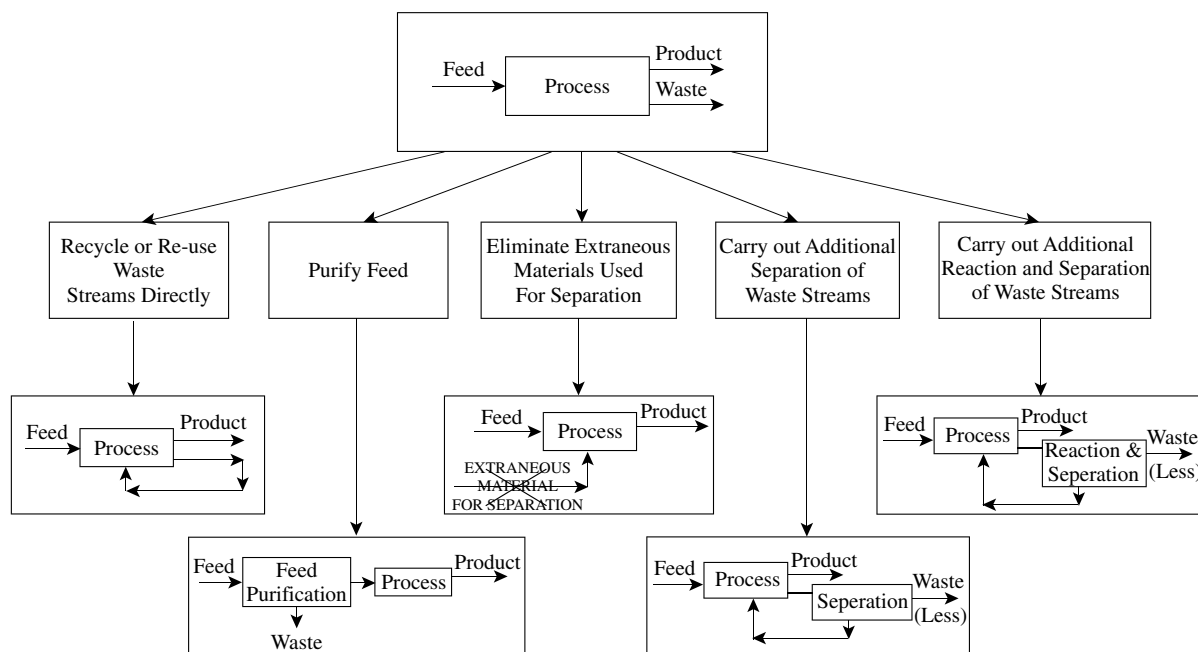 Feed
Process
Product
Waste
Recycle or Re-use
Waste
Streams Directly
Purify Feed
Eliminate Extraneous
Materials Used
For Separation
Carry out Additional
Separation of
Waste Streams
Carry out Additional
Reaction and Separation
of Waste Streams
Feed
Process
Product
Feed
Process
Product
EXTRANEOUS
MATERIAL
FOR SEPARATION
Feed
Process
Product
Reaction &
Seperation
Waste
(Less)
Feed
Feed
Purification
Waste
Process
Product
Feed
Process
Product
Seperation
Waste
(Less)